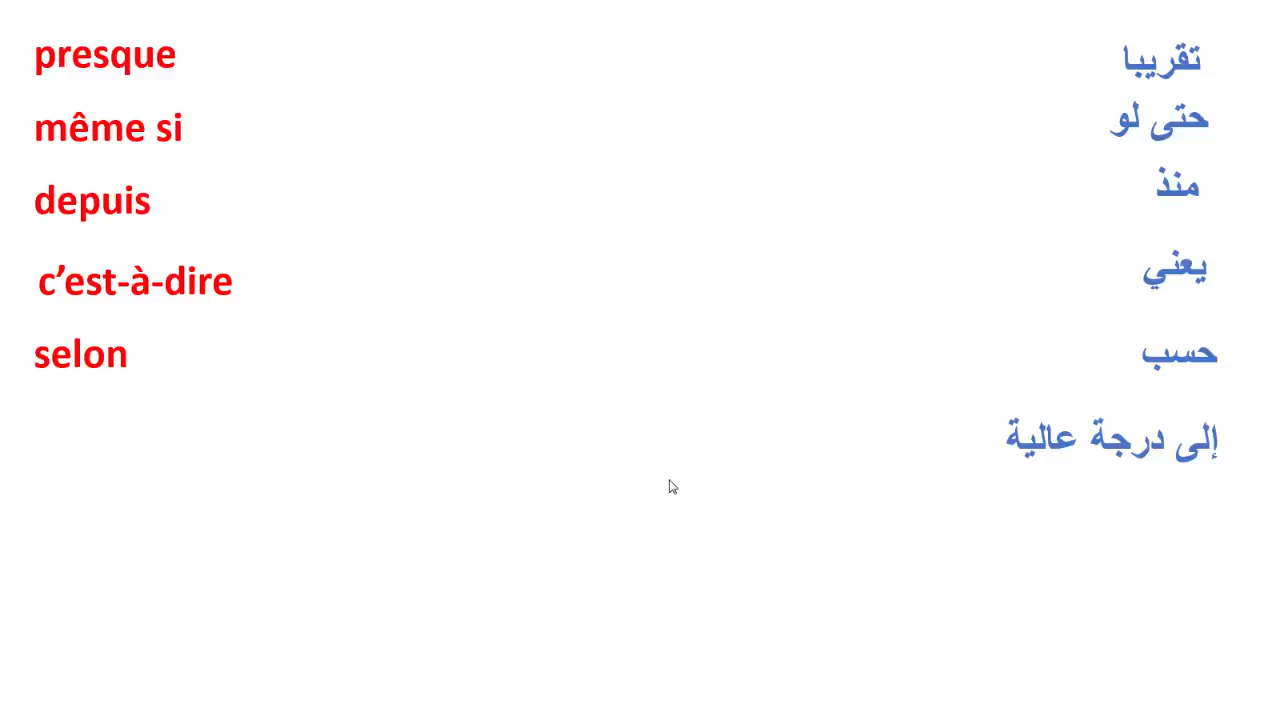 presque تقريبا
même si حتى لو
depuis منذ
c’est-à-dire يعني
selon حسب
إلى درجة عالية